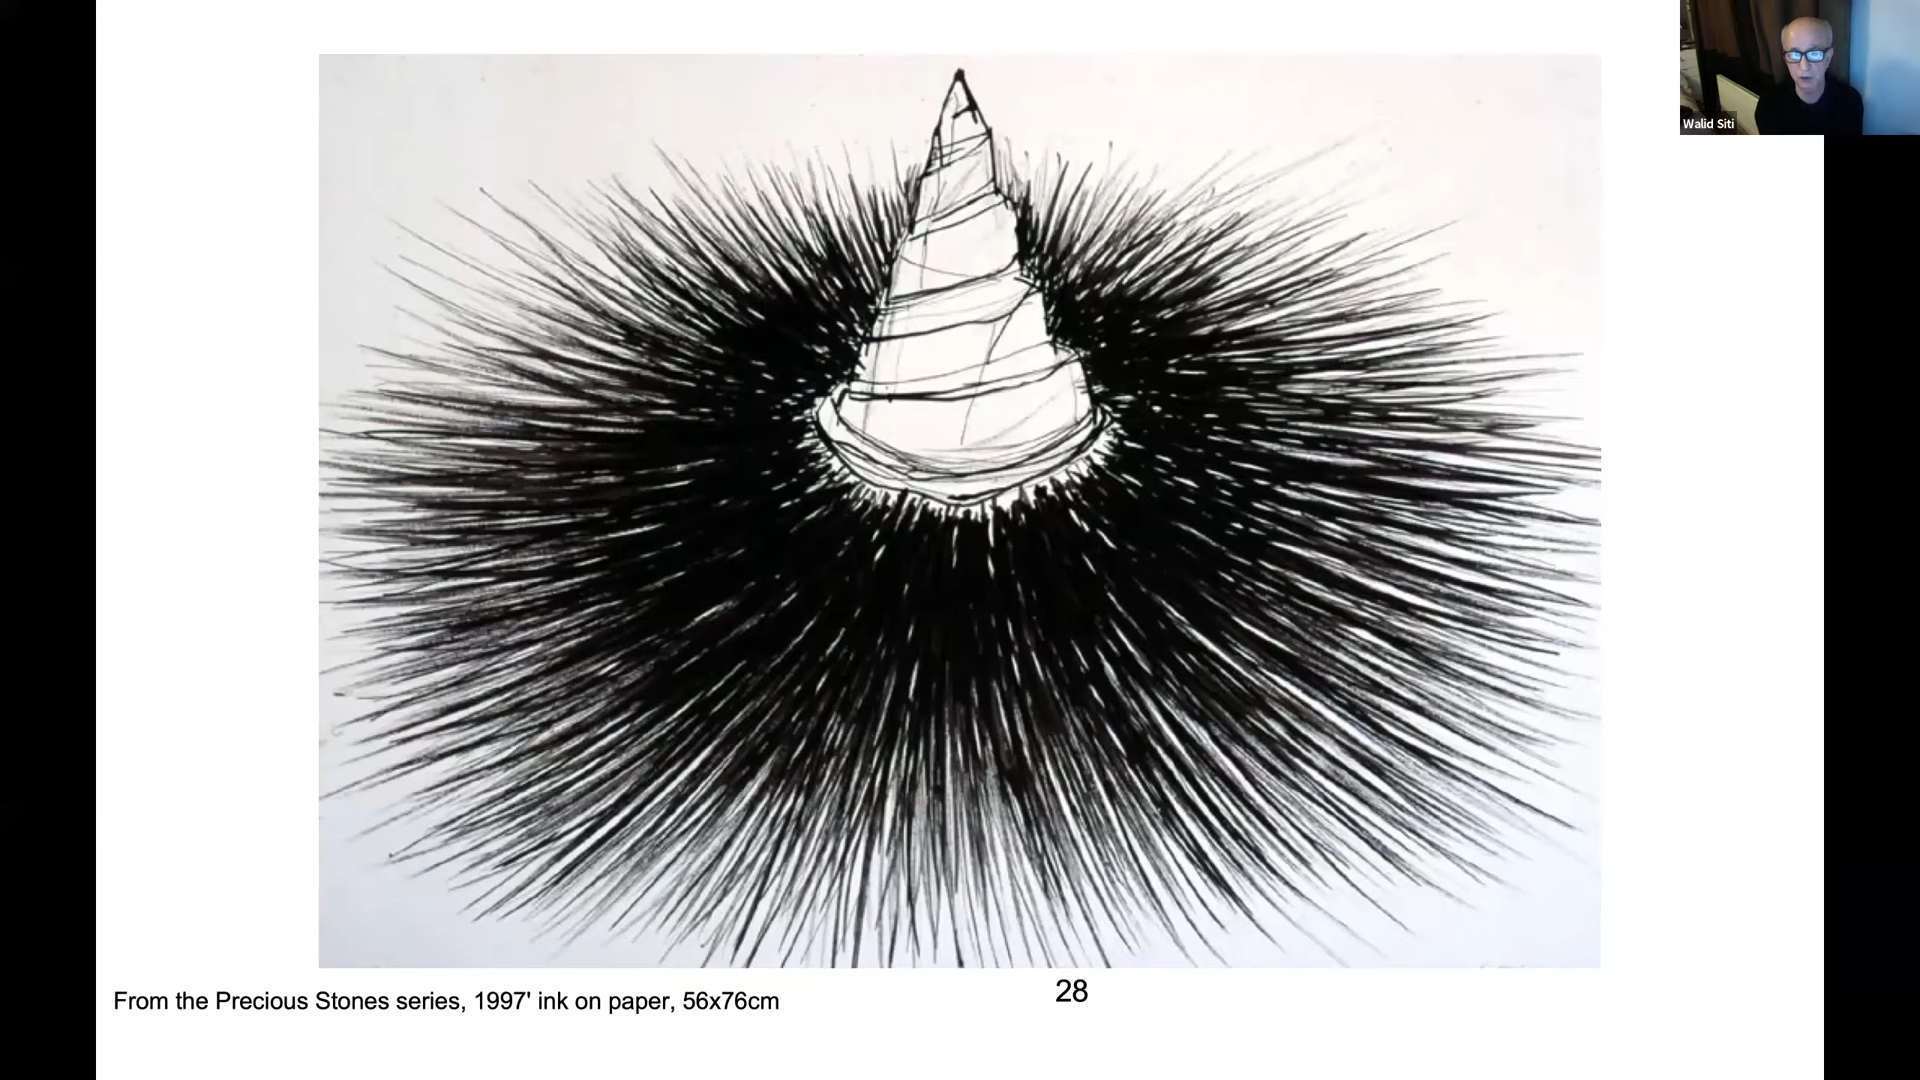 Walid Siti
From the Precious Stones series, 1997' ink on paper, 56x76cm
28